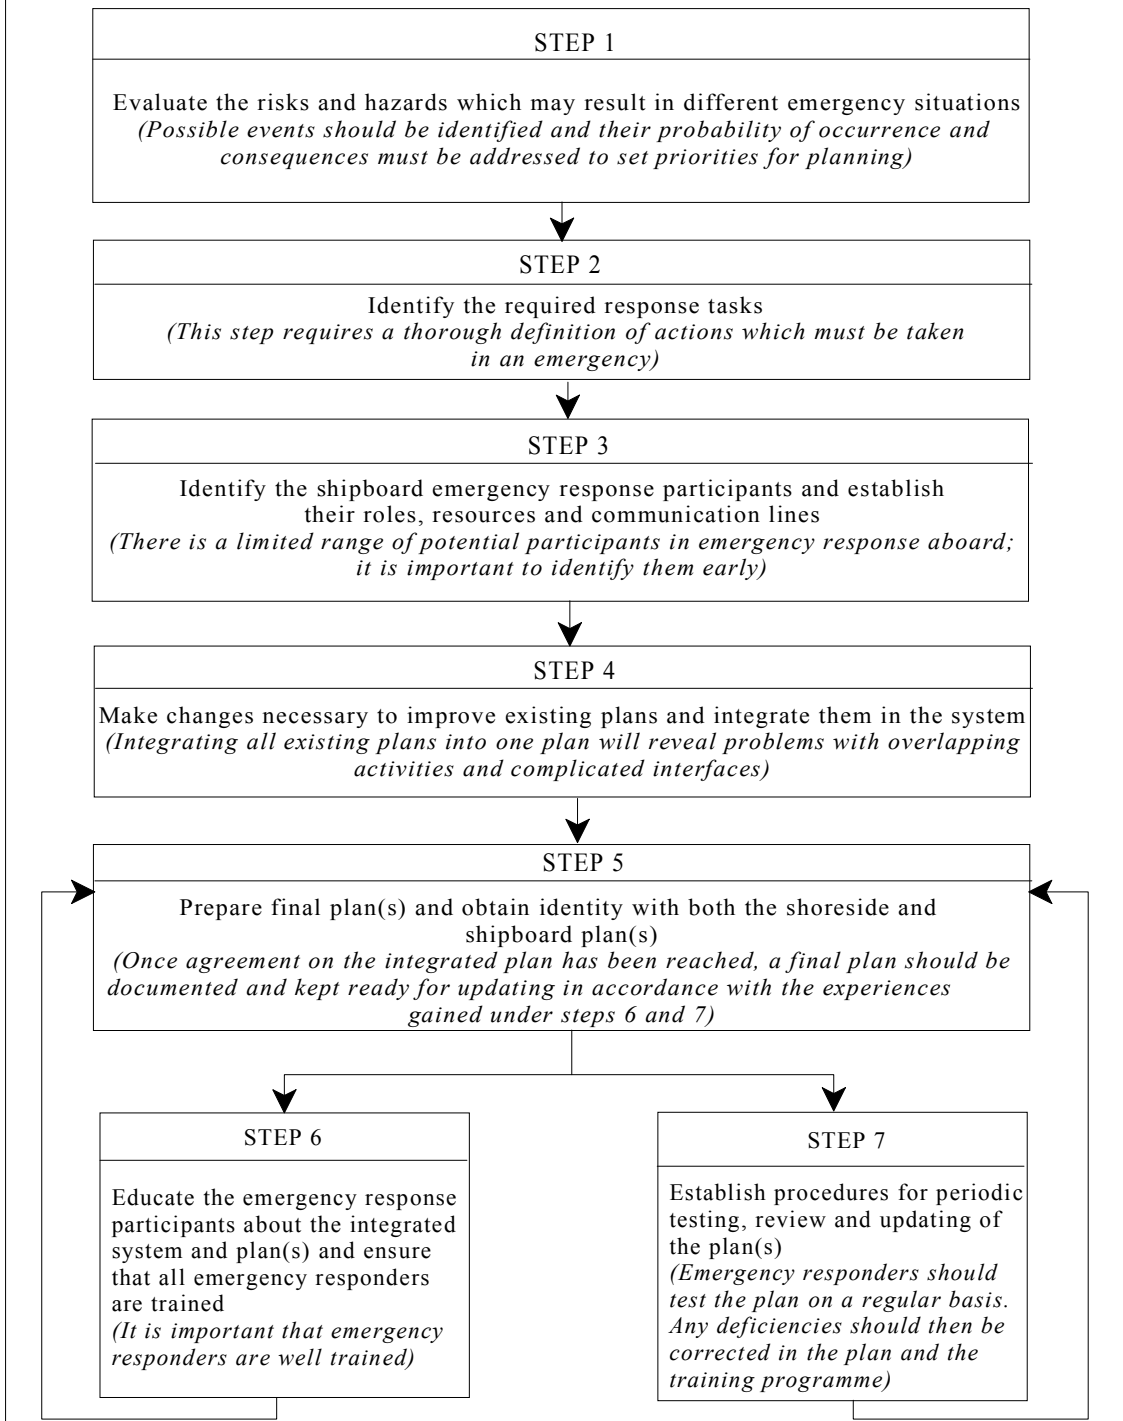 STEP 1
Evaluate the risks and hazards which may result in different emergency situations
(Possible events should be identified and their probability of occurrence and
consequences must be addressed to set priorities for planning)
STEP 2
Identify the required response tasks
(This step requires a thorough definition of actions which must be taken
in an emergency)
STEP 3
Identify the shipboard emergency response participants and establish
their roles, resources and communication lines
(There is a limited range of potential participants in emergency response aboard;
it is important to identify them early)
STEP 4
Make changes necessary to improve existing plans and integrate them in the system
(Integrating all existing plans into one plan will reveal problems with overlapping
activities and complicated interfaces)
STEP 5
Prepare final plan(s) and obtain identity with both the shoreside and
shipboard plan(s)
(Once agreement on the integrated plan has been reached, a final plan should be
documented and kept ready for updating in accordance with the experiences
gained under steps 6 and 7)
STEP 6
Educate the emergency response
participants about the integrated
system and plan(s) and ensure
that all emergency responders
are trained
(It is important that emergency
responders are well trained)
STEP 7
Establish procedures for periodic
testing, review and updating of
the plan(s)
(Emergency responders should
test the plan on a regular basis.
Any deficiencies should then be
corrected in the plan and the
training programme)